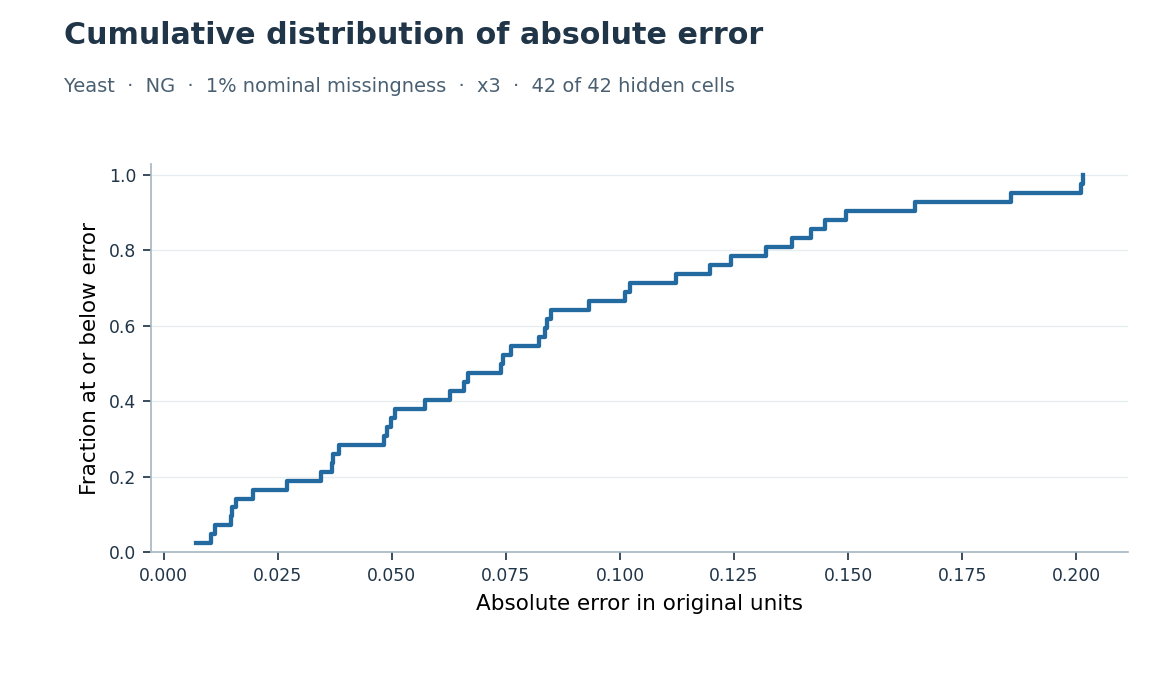 Cumulative distribution of absolute error
Yeast · NG · 1% nominal missingness · x3 · 42 of 42 hidden cells
Fraction at or below error
1.0
0.8
0.6
0.4
0.2
0.0
0.000 0.025 0.050 0.075 0.100 0.125 0.150 0.175 0.200
Absolute error in original units